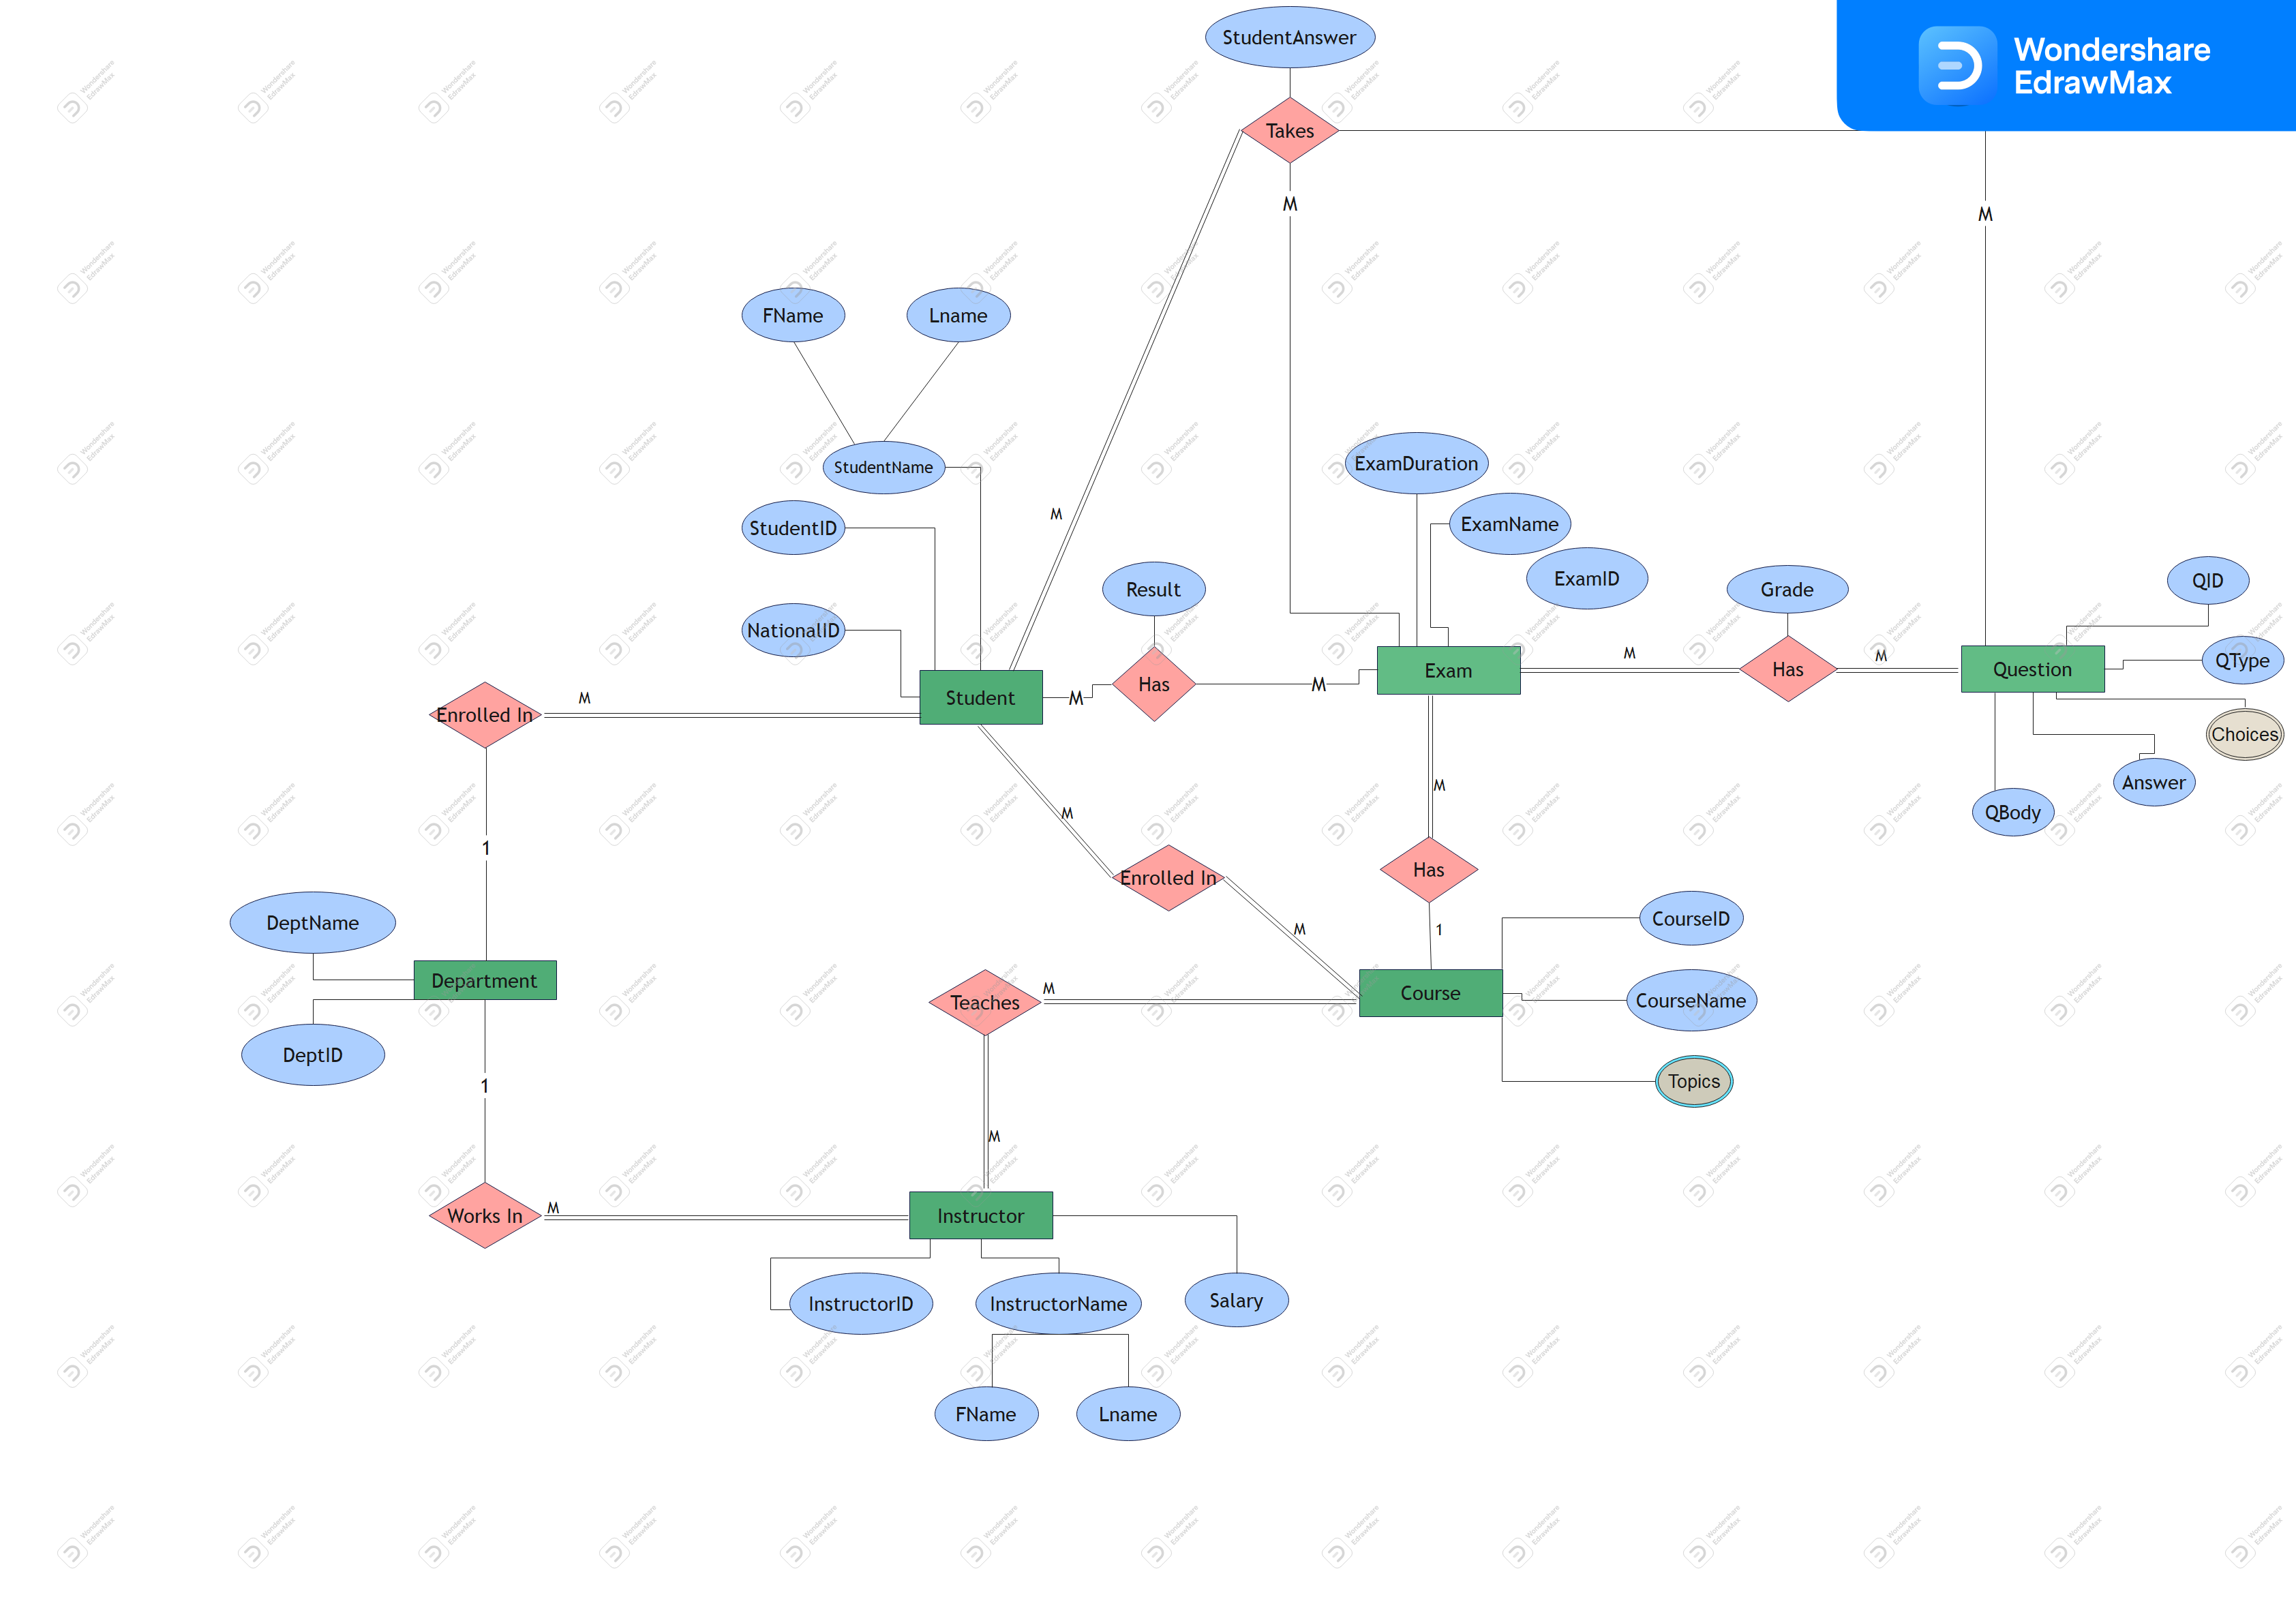 StudentAnswer
Wondershare
EdrawMax
Takes
M
M
FName
Lname
StudentName
ExamDuration
M
ExamName
StudentID
ExamID
QID
Result
Grade
NationalID
M
M
QType
Has
Has
Exam
Question
Student
M
M
M
Enrolled In
Choices
M
Answer
M
QBody
1
Has
Enrolled In
DeptName
CourseID
M
1
Department
M
Course
Teaches
CourseName
DeptID
1
Topics
M
M
Works In
Instructor
InstructorID
InstructorName
Salary
FName
Lname
Wondershare
EdrawMax